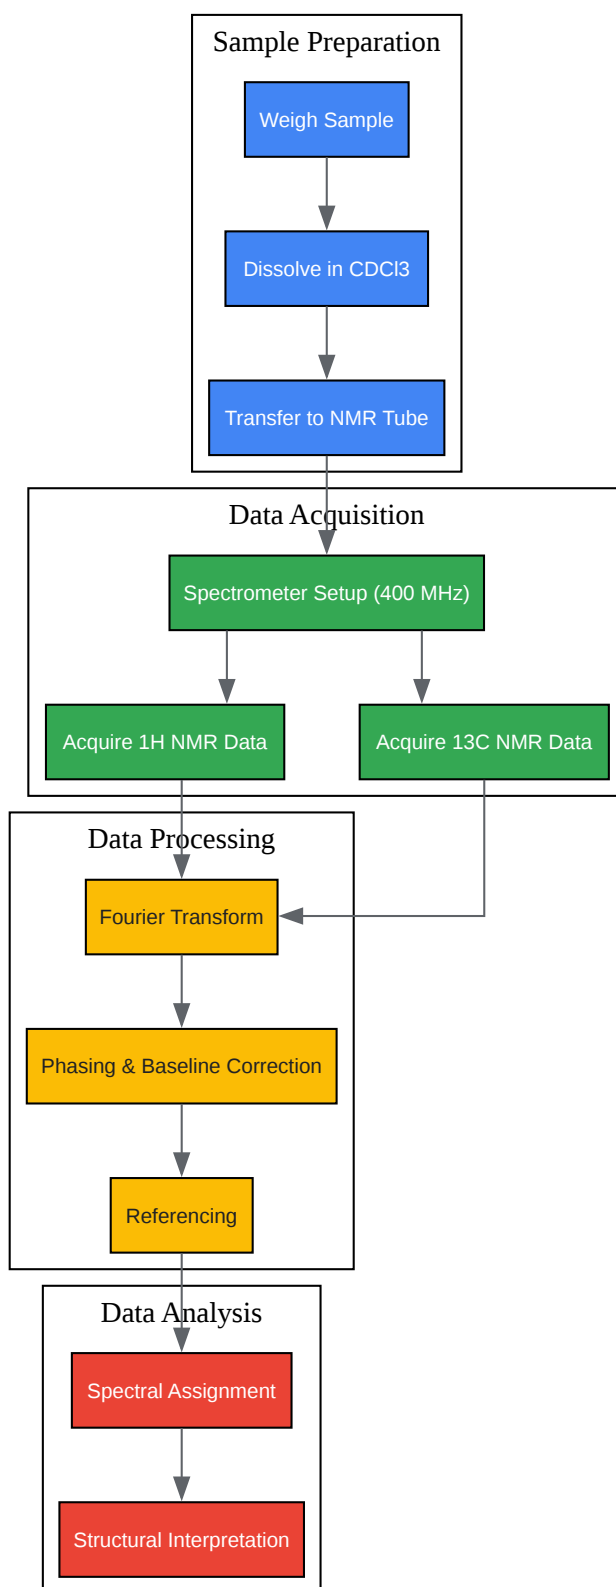 Sample Preparation
Weigh Sample
Dissolve in CDCl3
Transfer to NMR Tube
Data Acquisition
Spectrometer Setup (400 MHz)
Acquire 1H NMR Data
Acquire 13C NMR Data
Data Processing
Fourier Transform
Phasing & Baseline Correction
Referencing
Data Analysis
Spectral Assignment
Structural Interpretation